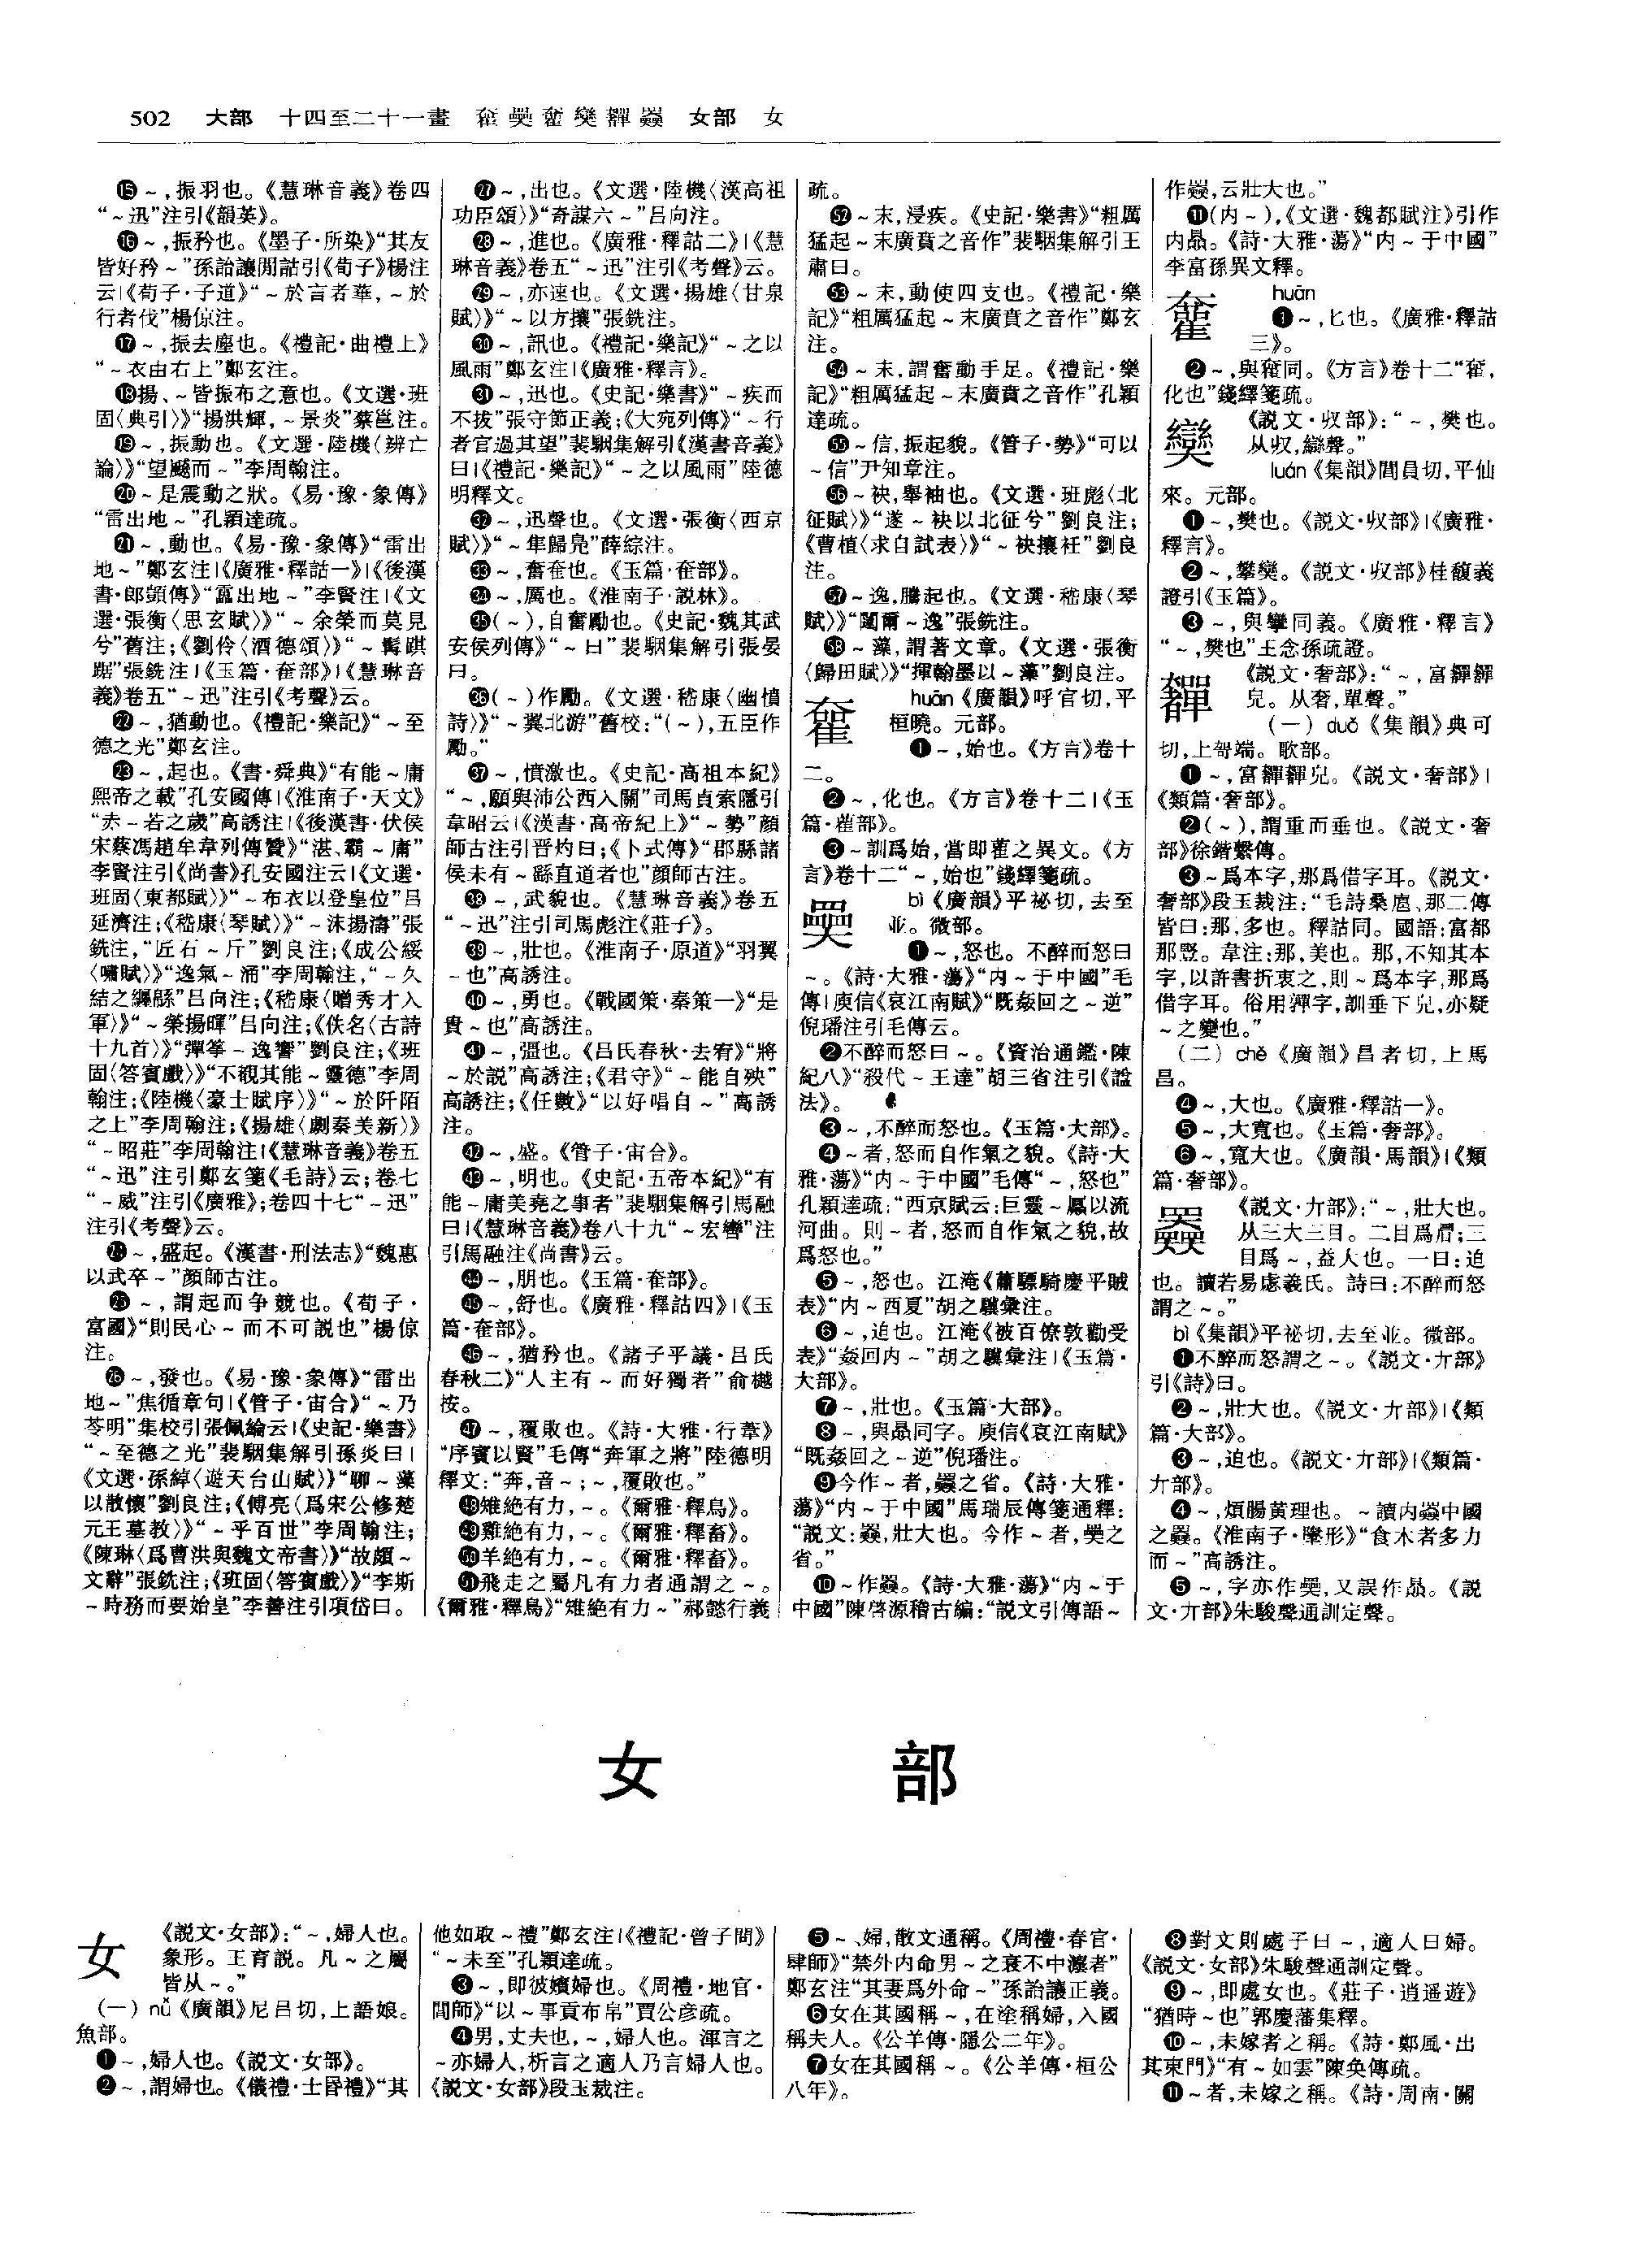 502 大部 十四至二十一畫 奲 女部 女
⑮～,振羽也。《慧琳音義》卷四
“～迅”注引《韻英》。
⑯～,振矜也。《墨子·所染》“其友
皆好矜～”孫詒讓閒詁引《荀子》楊注
云|《荀子·子道》“～於言者華,～於
行者伐”楊倞注。
⑰～,振去塵也。《禮記·曲禮上》
“～衣由右上”鄭玄注。
⑱揚、～皆振布之意也。《文選·班
固〈典引〉》“揚洪輝,～景炎”蔡邕注。
⑲～,振動也。《文選·陸機〈辨亡
論〉》“望飈而～”李周翰注。
⑳～是震動之狀。《易·豫·象傳》
“雷出地～”孔穎達疏。
㉑～,動也。《易·豫·象傳》“雷出
地～”鄭玄注|《廣雅·釋詁一》|《後漢
書·郎顗傳》“靁出地～”李賢注|《文
選·張衡〈思玄賦〉》“～余榮而莫見
兮”舊注;《劉伶〈酒德頌〉》“～髯踑
踞”張銑注|《玉篇·奞部》|《慧琳音
義》卷五“～迅”注引《考聲》云。
㉒～,猶動也。《禮記·樂記》“～至
德之光”鄭玄注。
㉓～,起也。《書·舜典》“有能～庸
熙帝之載”孔安國傳|《淮南子·天文》
“赤～若之歲”高誘注|《後漢書·伏侯
宋蔡馮趙牟韋列傳贊》“湛、霸～庸”
李賢注引《尚書》孔安國注云|《文選·
班固〈東都賦〉》“～布衣以登皇位”吕
延濟注;《嵇康〈琴賦〉》“～沫揚濤”張
銑注,“匠石～斤”劉良注;《成公綏
〈嘯賦〉》“逸氣～涌”李周翰注,“～久
結之纏緜”吕向注;《嵇康〈贈秀才入
軍〉》“～榮揚暉”吕向注;《佚名〈古詩
十九首〉》“彈筝～逸響”劉良注;《班
固〈答賓戲〉》“不覩其能～靈德”李周
翰注;《陸機〈豪士賦序〉》“～於阡陌
之上”李周翰注;《揚雄〈劇秦美新〉》
“～昭莊”李周翰注|《慧琳音義》卷五
“～迅”注引鄭玄箋《毛詩》云;卷七
“～威”注引《廣雅》;卷四十七“～迅”
注引《考聲》云。
㉔～,盛起。《漢書·刑法志》“魏惠
以武卒～”顔師古注。
㉕～,謂起而争競也。《荀子·
富國》“則民心～而不可説也”楊倞
注。
㉖～,發也。《易·豫·象傳》“雷出
地～”焦循章句|《管子·宙合》“～乃
苓明”集校引張佩綸云|《史記·樂書》
“～至德之光”裴駰集解引孫炎曰|
《文選·孫綽〈遊天台山賦〉》“聊～藻
以散懷”劉良注;《傅亮〈爲宋公修楚
元王墓教〉》“～乎百世”李周翰注;
《陳琳〈爲曹洪與魏文帝書〉》“故頗～
文辭”張銑注;《班固〈答賓戲〉》“李斯
～時務而要始皇”李善注引項岱曰。
㉗～,出也。《文選·陸機〈漢高祖
功臣頌〉》“奇謀六～”吕向注。
㉘～,進也。《廣雅·釋詁二》|《慧
琳音義》卷五“～迅”注引《考聲》云。
㉙～,亦速也。《文選·揚雄〈甘泉
賦〉》“～以方攘”張銑注。
㉚～,訊也。《禮記·樂記》“～之以
風雨”鄭玄注|《廣雅·釋言》。
㉛～,迅也。《史記·樂書》“～疾而
不拔”張守節正義;《大宛列傳》“～行
者官過其望”裴駰集解引《漢書音義》
曰|《禮記·樂記》“～之以風雨”陸德
明釋文。
㉜～,迅聲也。《文選·張衡〈西京
賦〉》“～隼歸鳧”薛綜注。
㉝～,奮奞也。《玉篇·奞部》。
㉞～,厲也。《淮南子·説林》。
㉟(～),自奮勵也。《史記·魏其武
安侯列傳》“～曰”裴駰集解引張晏
曰。
㊱(～)作勵。《文選·嵇康〈幽憤
詩〉》“～翼北游”舊校:“(～),五臣作
勵。”
㊲～,憤激也。《史記·高祖本紀》
“～,願與沛公西入關”司馬貞索隱引
韋昭云|《漢書·高帝紀上》“～勢”顔
師古注引晋灼曰;《卜式傳》“郡縣諸
侯未有～繇直道者也”顔師古注。
㊳～,武貌也。《慧琳音義》卷五
“～迅”注引司馬彪注《莊子》。
㊴～,壯也。《淮南子·原道》“羽翼
～也”高誘注。
㊵～,勇也。《戰國策·秦策一》“是
貴～也”高誘注。
㊶～,彊也。《吕氏春秋·去宥》“將
～於説”高誘注;《君守》“～能自殃”
高誘注;《任數》“以好唱自～”高誘
注。
㊷～,盛。《管子·宙合》。
㊸～,明也。《史記·五帝本紀》“有
能～庸美堯之事者”裴駰集解引馬融
曰|《慧琳音義》卷八十九“～宏轡”注
引馬融注《尚書》云。
㊹～,朋也。《玉篇·奞部》。
㊺～,舒也。《廣雅·釋詁四》|《玉
篇·奞部》。
㊻～,猶矜也。《諸子平議·吕氏
春秋二》“人主有～而好獨者”俞樾
按。
㊼～,覆敗也。《詩·大雅·行葦》
“序賓以賢”毛傳“奔軍之將”陸德明
釋文:“奔,音～;～,覆敗也。”
㊽雉絶有力,～。《爾雅·釋鳥》。
㊾雞絶有力,～。《爾雅·釋畜》。
㊿羊絶有力,～。《爾雅·釋畜》。
51飛走之屬凡有力者通謂之～。
《爾雅·釋鳥》“雉絶有力～”郝懿行義
疏。
52～末,浸疾。《史記·樂書》“粗厲
猛起～末廣賁之音作”裴駰集解引王
肅曰。
53～末,動使四支也。《禮記·樂
記》“粗厲猛起～末廣賁之音作”鄭玄
注。
54～末,謂奮動手足。《禮記·樂
記》“粗厲猛起～末廣賁之音作”孔穎
達疏。
55～信,振起貌。《管子·勢》“可以
～信”尹知章注。
56～袂,舉袖也。《文選·班彪〈北
征賦〉》“遂～袂以北征兮”劉良注;
《曹植〈求自試表〉》“～袂攘衽”劉良
注。
57～逸,騰起也。《文選·嵇康〈琴
賦〉》“闥爾～逸”張銑注。
58～藻,謂著文章。《文選·張衡
〈歸田賦〉》“揮翰墨以～藻”劉良注。
huān《廣韻》呼官切,平
桓曉。元部。
❶～,始也。《方言》卷十
二。
❷～,化也。《方言》卷十二|《玉
篇·萑部》。
❸～訓爲始,當即雚之異文。《方
言》卷十二“～,始也”錢繹箋疏。
奰 bì《廣韻》平祕切,去至
並。微部。
❶～,怒也。不醉而怒曰
～。《詩·大雅·蕩》“内～于中國”毛
傳|庾信《哀江南賦》“既姦回之～逆”
倪璠注引毛傳云。
❷不醉而怒曰～。《資治通鑑·陳
紀八》“殺代～王達”胡三省注引《謚
法》。
❸～,不醉而怒也。《玉篇·大部》。
❹～者,怒而自作氣之貌。《詩·大
雅·蕩》“内～于中國”毛傳“～,怒也”
孔穎達疏:“西京賦云:巨靈～屭以流
河曲。則～者,怒而自作氣之貌,故
爲怒也。”
❺～,怒也。江淹《蕭驃騎慶平賊
表》“内～西夏”胡之驥彙注。
❻～,迫也。江淹《被百僚敦勸受
表》“姦回内～”胡之驥彙注|《玉篇·
大部》。
❼～,壯也。《玉篇·大部》。
❽～,與奰同字。庾信《哀江南賦》
“既姦回之～逆”倪璠注。
❾今作～者,𡚤之省。《詩·大雅·
蕩》“内～于中國”馬瑞辰傳箋通釋:
“説文:𡚤,壯大也。今作～者,𡚤之
省。”
❿～作𡚤。《詩·大雅·蕩》“内～于
中國”陳啓源稽古編:“説文引傳語～
作𡚤,云壯大也。”
⓫(内～),《文選·魏都賦注》引作
内奰。《詩·大雅·蕩》“内～于中國”
李富孫異文釋。
huān
❶～,匕也。《廣雅·釋詁
三》。
❷～,與同。《方言》卷十二“,
化也”錢繹箋疏。
《説文·𠬞部》:“～,樊也。
从𠬞,䜌聲。”
luán《集韻》閭員切,平仙
來。元部。
❶～,樊也。《説文·𠬞部》|《廣雅·
釋言》。
❷～,攀樊。《説文·𠬞部》桂馥義
證引《玉篇》。
❸～,與攣同義。《廣雅·釋言》
“～,樊也”王念孫疏證。
奲 《説文·奢部》:“～,富奲奲
皃。从奢,單聲。”
(一)duǒ《集韻》典可
切,上哿端。歌部。
❶～,富奲奲皃。《説文·奢部》|
《類篇·奢部》。
❷(～),謂重而垂也。《説文·奢
部》徐鍇繫傳。
❸～爲本字,那爲借字耳。《説文·
奢部》段玉裁注:“毛詩桑扈、那二傳
皆曰:那,多也。釋詁同。國語:富都
那豎。韋注:那,美也。那,不知其本
字,以許書折衷之,則～爲本字,那爲
借字耳。俗用嚲字,訓垂下皃,亦疑
～之變也。”
(二)chě《廣韻》昌者切,上馬
昌。
❹～,大也。《廣雅·釋詁一》。
❺～,大寬也。《玉篇·奢部》。
❻～,寬大也。《廣韻·馬韻》|《類
篇·奢部》。
𡚤 《説文·亣部》:“～,壯大也。
从三大三目。二目爲𡘋;三
目爲～,益大也。一曰:迫
也。讀若易虙羲氏。詩曰:不醉而怒
謂之～。”
bì《集韻》平祕切,去至並。微部。
❶不醉而怒謂之～。《説文·亣部》
引《詩》曰。
❷～,壯大也。《説文·亣部》|《類
篇·大部》。
❸～,迫也。《説文·亣部》|《類篇·
亣部》。
❹～,煩腸黄理也。～讀内𡚤中國
之𡚤。《淮南子·墬形》“食木者多力
而～”高誘注。
❺～,字亦作奰,又誤作奰。《説
文·亣部》朱駿聲通訓定聲。
女 部
女 《説文·女部》:“～,婦人也。
象形。王育説。凡～之屬
皆从～。”
(一)nǚ《廣韻》尼吕切,上語娘。
魚部。
❶～,婦人也。《説文·女部》。
❷～,謂婦也。《儀禮·士昏禮》“其
他如取～禮”鄭玄注|《禮記·曾子問》
“～未至”孔穎達疏。
❸～,即彼嬪婦也。《周禮·地官·
閭師》“以～事貢布帛”賈公彦疏。
❹男,丈夫也,～,婦人也。渾言之
～亦婦人,析言之適人乃言婦人也。
《説文·女部》段玉裁注。
❺～、婦,散文通稱。《周禮·春官·
肆師》“禁外内命男～之衰不中灋者”
鄭玄注“其妻爲外命～”孫詒讓正義。
❻女在其國稱～,在塗稱婦,入國
稱夫人。《公羊傳·隱公二年》。
❼女在其國稱～。《公羊傳·桓公
八年》。
❽對文則處子曰～,適人曰婦。
《説文·女部》朱駿聲通訓定聲。
❾～,即處女也。《莊子·逍遥遊》
“猶時～也”郭慶藩集釋。
❿～,未嫁者之稱。《詩·鄭風·出
其東門》“有～如雲”陳奂傳疏。
⓫～者,未嫁之稱。《詩·周南·關